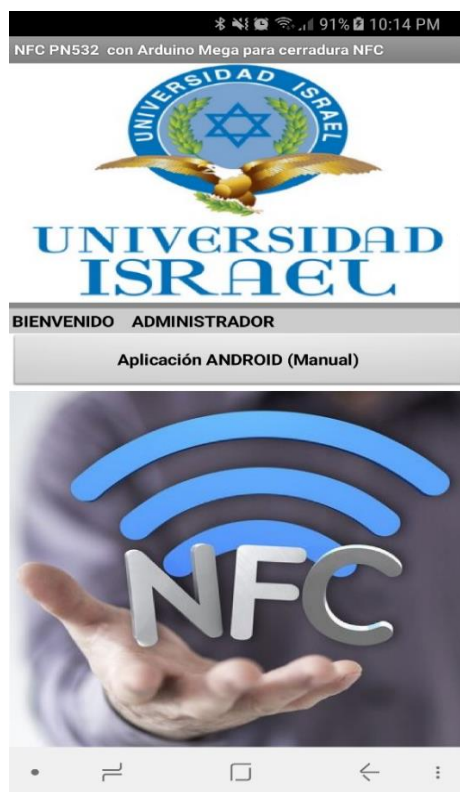 91% 10:14 PM
NFC PN532 con Arduino Mega para cerradura NFC
UNIVERSIDAD ISRAEL
UNIVERSIDAD
ISRAEL
BIENVENIDO ADMINISTRADOR
Aplicación ANDROID (Manual)
NFC